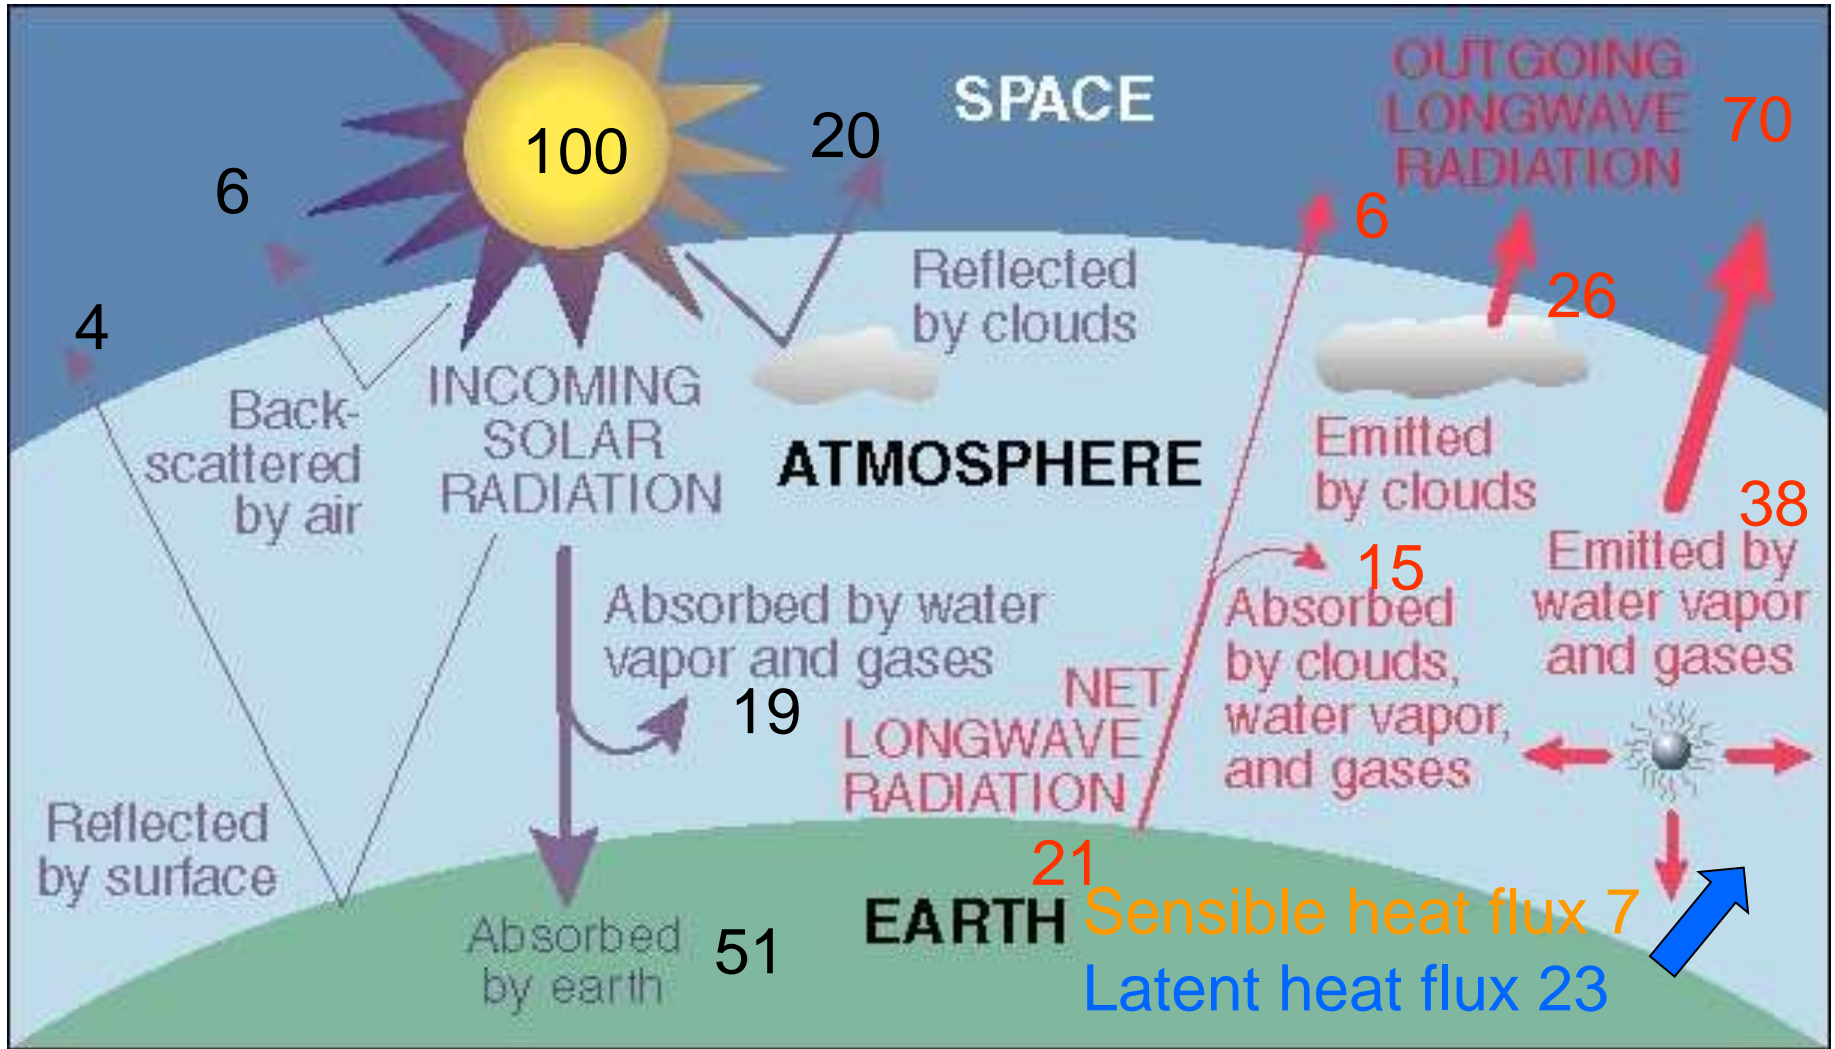 SPACE
OUTGOING
LONGWAVE
RADIATION
70
100
20
6
4
6
26
Reflected
by clouds
INCOMING
SOLAR
RADIATION
Back-
scattered
by air
ATMOSPHERE
Emitted
by clouds
38
Emitted by
water vapor
and gases
15
Absorbed
by clouds,
water vapor,
and gases
Absorbed by water
vapor and gases
19
NET
LONGWAVE
RADIATION
21
Reflected
by surface
Absorbed
by earth
51
EARTH
Sensible heat flux 7
Latent heat flux 23